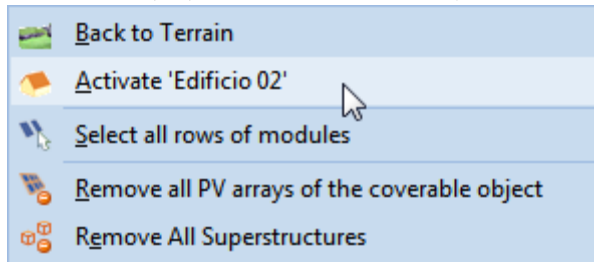 Back to Terrain
Activate 'Edificio 02'
Select all rows of modules
Remove all PV arrays of the coverable object
Remove All Superstructures